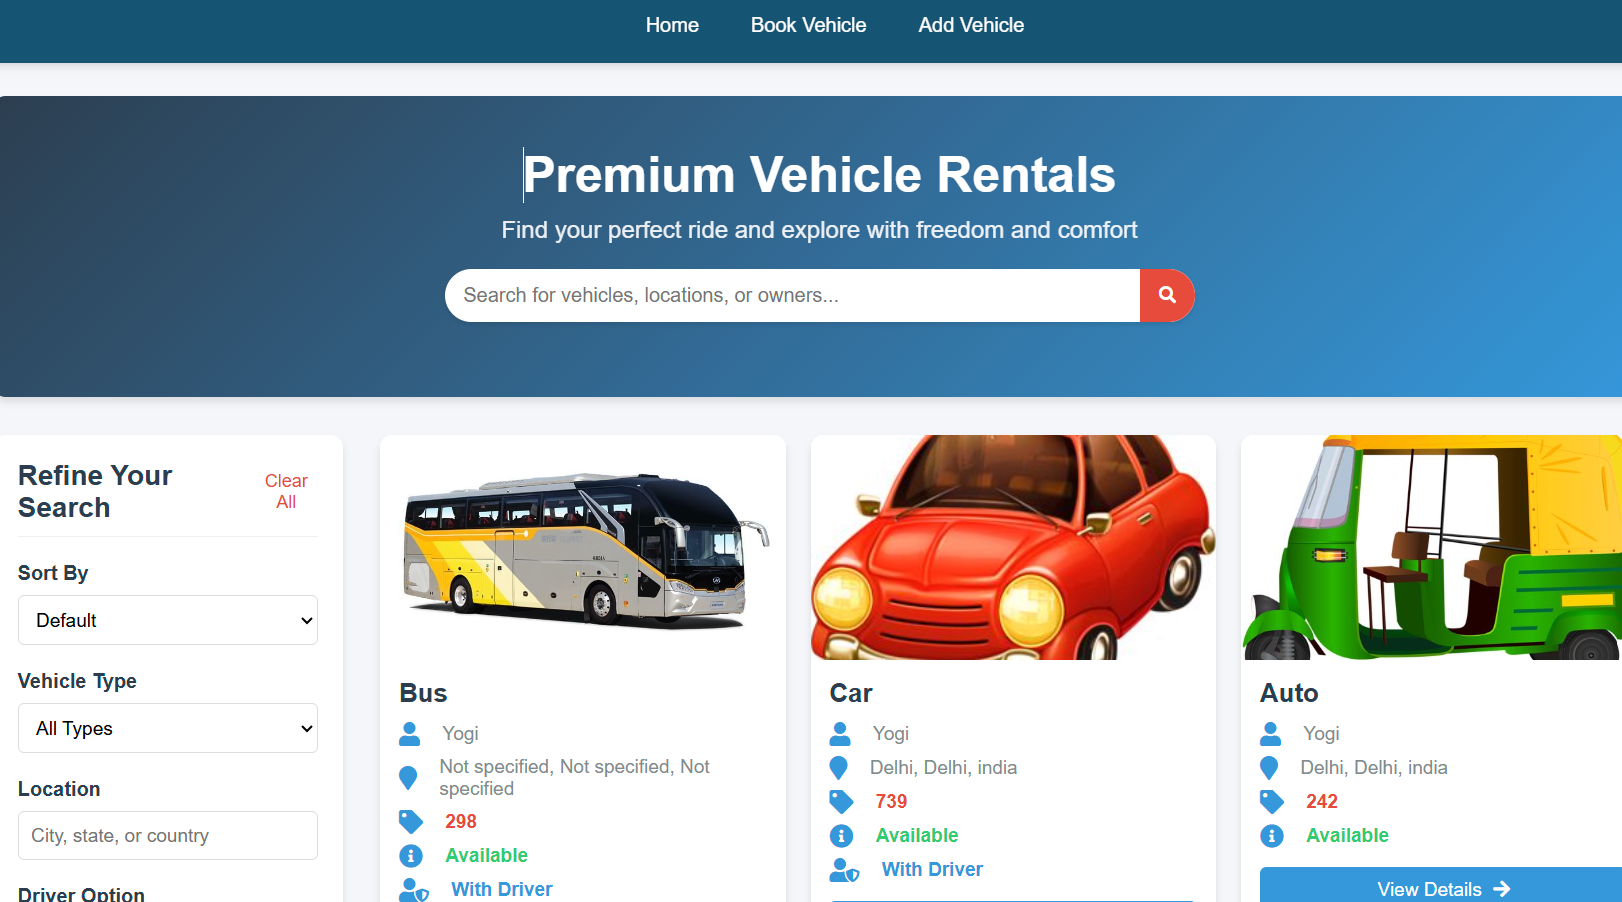 Home Book Vehicle Add Vehicle
Premium Vehicle Rentals
Find your perfect ride and explore with freedom and comfort
Search for vehicles, locations, or owners...
Refine Your
Search
Clear
All
Sort By
Default
Vehicle Type
All Types
Location
City, state, or country
Driver Option
Bus
Yogi
Not specified, Not specified, Not
specified
298
Available
With Driver
Car
Yogi
Delhi, Delhi, india
739
Available
With Driver
Auto
Yogi
Delhi, Delhi, india
242
Available
View Details